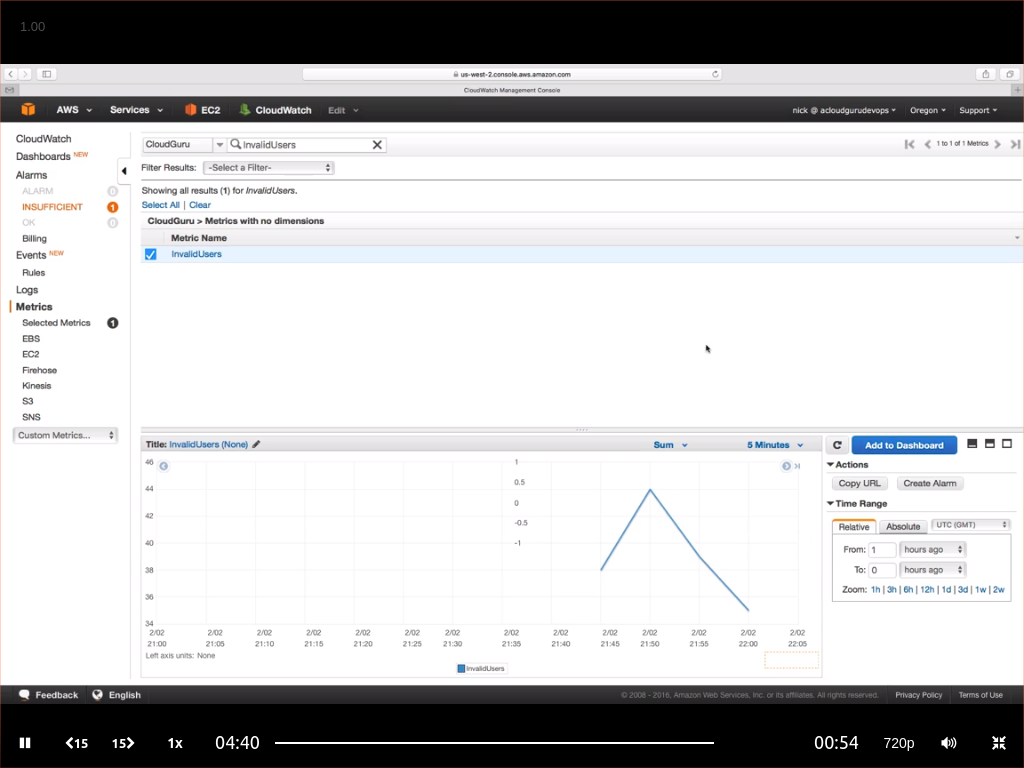 1.00
us-west-2.console.aws.amazon.com
CloudWatch Management Console
AWS Services EC2 CloudWatch Edit nick @ acloudgurudevops Oregon Support
CloudWatch
Dashboards NEW
Alarms
ALARM 0
INSUFFICIENT 1
OK 0
Billing
Events NEW
Rules
Logs
Metrics
Selected Metrics 1
EBS
EC2
Firehose
Kinesis
S3
SNS
Custom Metrics...
CloudGuru InvalidUsers 1 to 1 of 1 Metrics
Filter Results: -Select a Filter-
Showing all results (1) for InvalidUsers.
Select All | Clear
CloudGuru > Metrics with no dimensions
Metric Name
InvalidUsers
Title: InvalidUsers (None) Sum 5 Minutes
46
44
42
40
38
36
34
1
0.5
0
-0.5
-1
2/02 2/02 2/02 2/02 2/02 2/02 2/02 2/02 2/02 2/02 2/02 2/02 2/02 2/02
21:00 21:05 21:10 21:15 21:20 21:25 21:30 21:35 21:40 21:45 21:50 21:55 22:00 22:05
Left axis units: None
InvalidUsers
Add to Dashboard
Actions
Copy URL Create Alarm
Time Range
Relative Absolute UTC (GMT)
From: 1 hours ago
To: 0 hours ago
Zoom: 1h | 3h | 6h | 12h | 1d | 3d | 1w | 2w
Feedback English © 2008 - 2016, Amazon Web Services, Inc. or its affiliates. All rights reserved. Privacy Policy Terms of Use
15 15 1x 04:40 00:54 720p